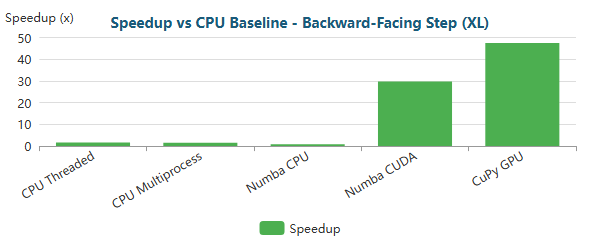 Speedup (x)
Speedup vs CPU Baseline - Backward-Facing Step (XL)
50
40
30
20
10
0
CPU Threaded
CPU Multiprocess
Numba CPU
Numba CUDA
CuPy GPU
Speedup